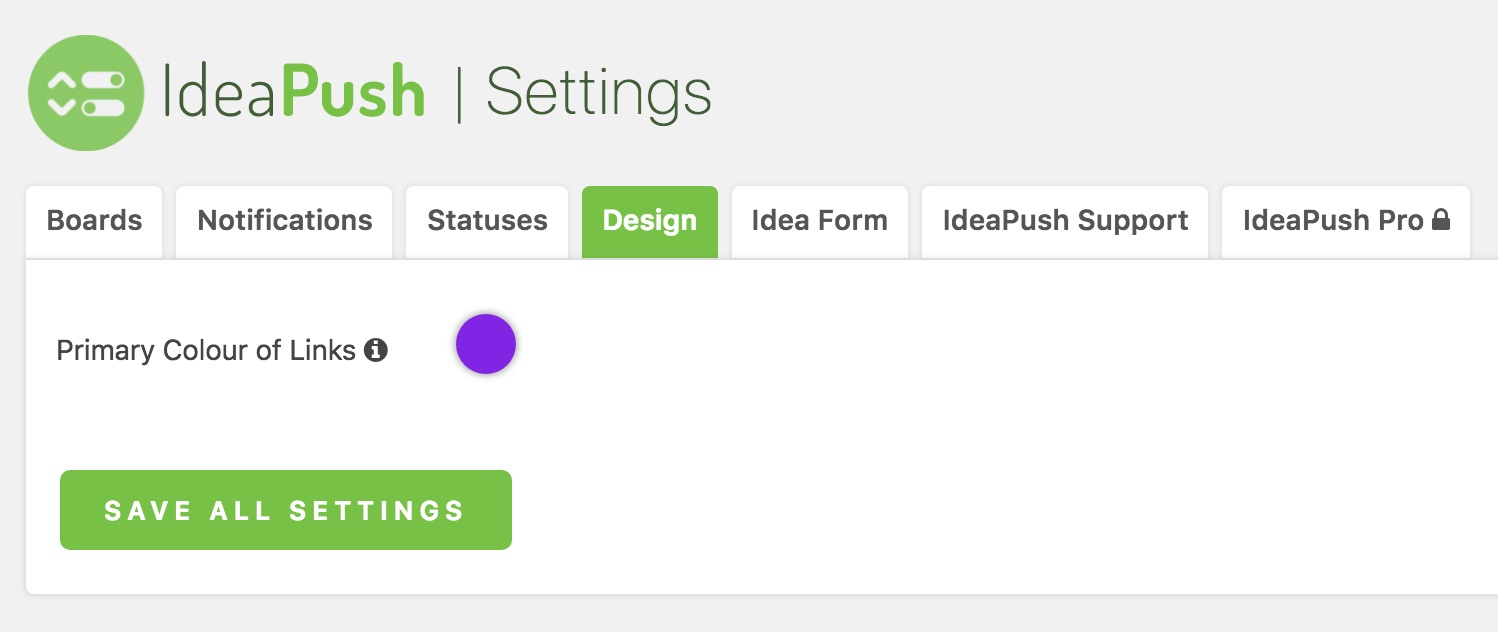 IdeaPush | Settings
Boards Notifications Statuses Design Idea Form IdeaPush Support IdeaPush Pro
Primary Colour of Links
SAVE ALL SETTINGS